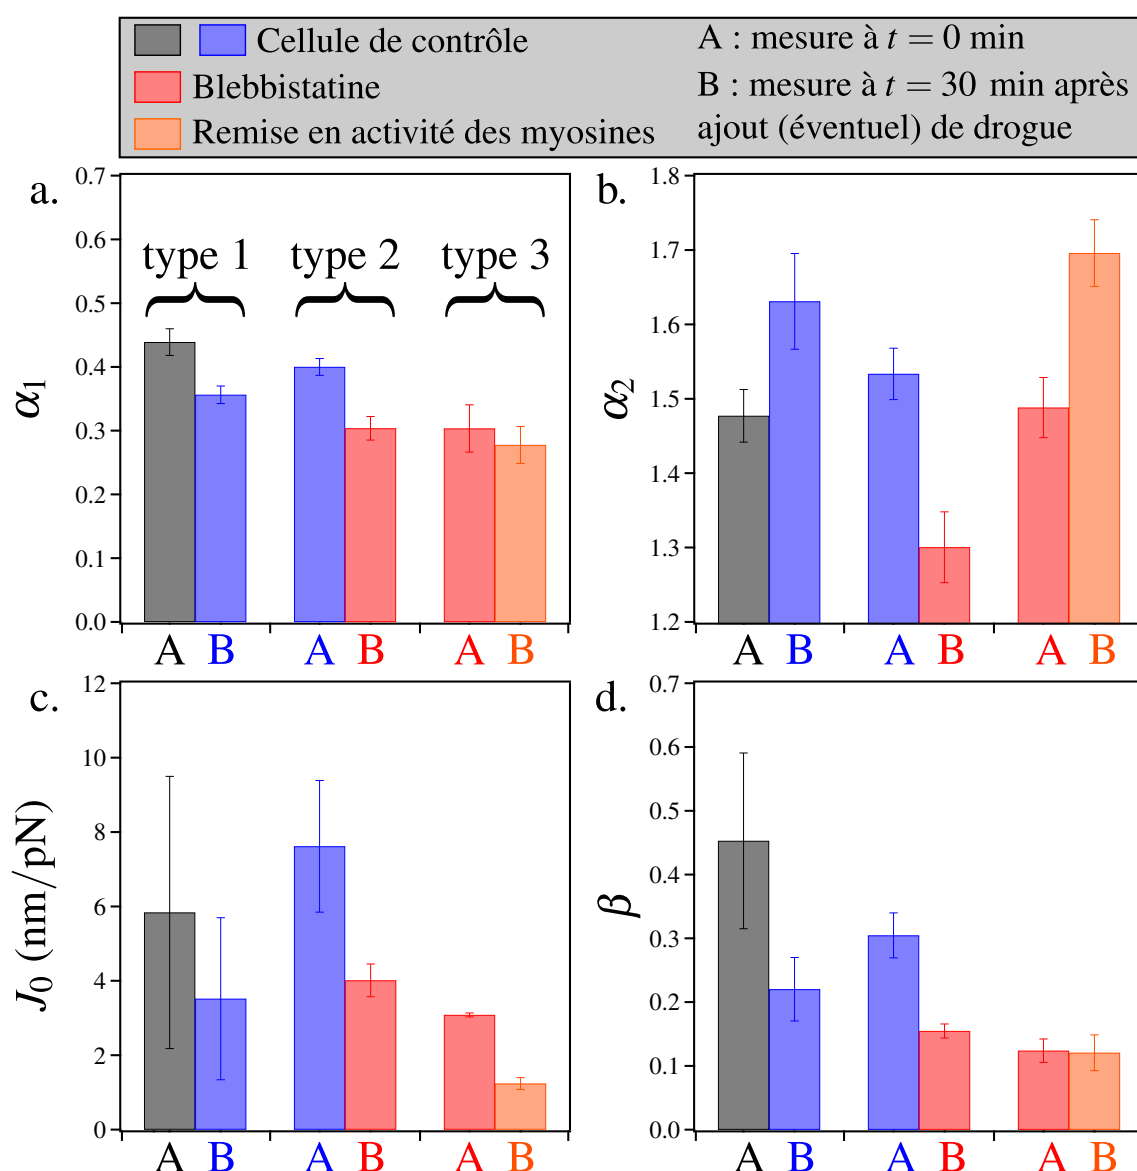 Cellule de contrôle
Blebbistatine
Remise en activité des myosines
A : mesure à t = 0 min
B : mesure à t = 30 min après
ajout (éventuel) de drogue
a.
0.7
0.6
0.5
0.4
0.3
0.2
0.1
0.0
α1
type 1 type 2 type 3
A B A B A B
b.
1.8
1.7
1.6
1.5
1.4
1.3
1.2
α2
A B A B A B
c.
12
10
8
6
4
2
0
J0 (nm/pN)
A B A B A B
d.
0.7
0.6
0.5
0.4
0.3
0.2
0.1
0.0
β
A B A B A B